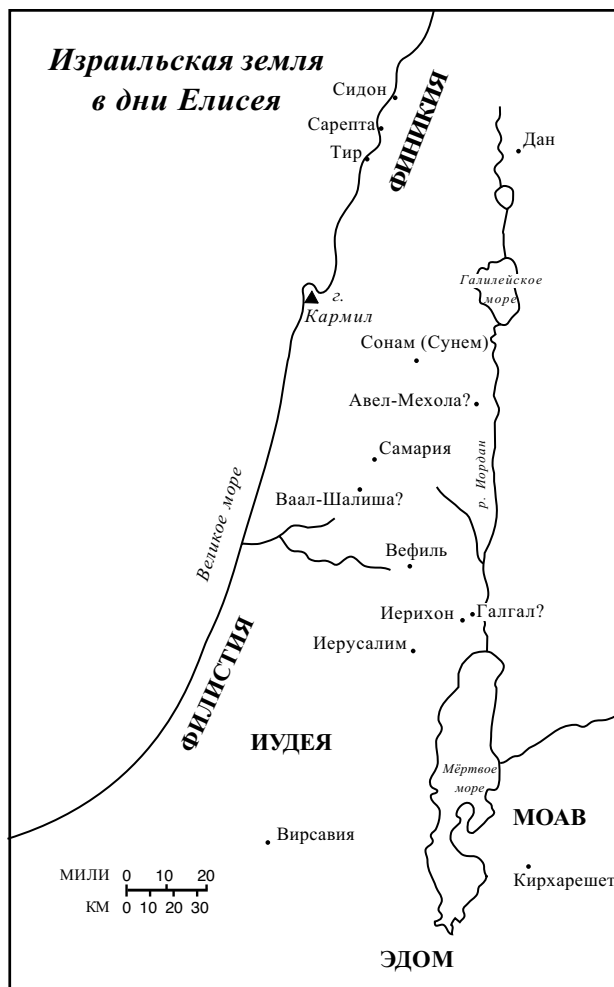 Израильская земля
в дни Елисея
Сидон
Сарепта
Тир
ФИНИКИЯ
Дан
Галилейское
море
г.
Кармил
Сонам (Сунем)
Авел-Мехола?
Самария
р. Иордан
Великое море
Ваал-Шалиша?
Вефиль
Иерихон
Галгал?
Иерусалим
ФИЛИСТИЯ
ИУДЕЯ
Мёртвое
море
МОАВ
Вирсавия
Кирхарешет
МИЛИ 0 10 20
КМ 0 10 20 30
ЭДОМ